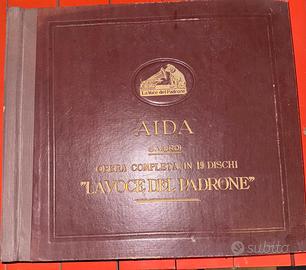 La Voce del Padrone
AIDA
G. VERDI
OPERA COMPLETA IN 19 DISCHI
"LA VOCE DEL PADRONE"
subito